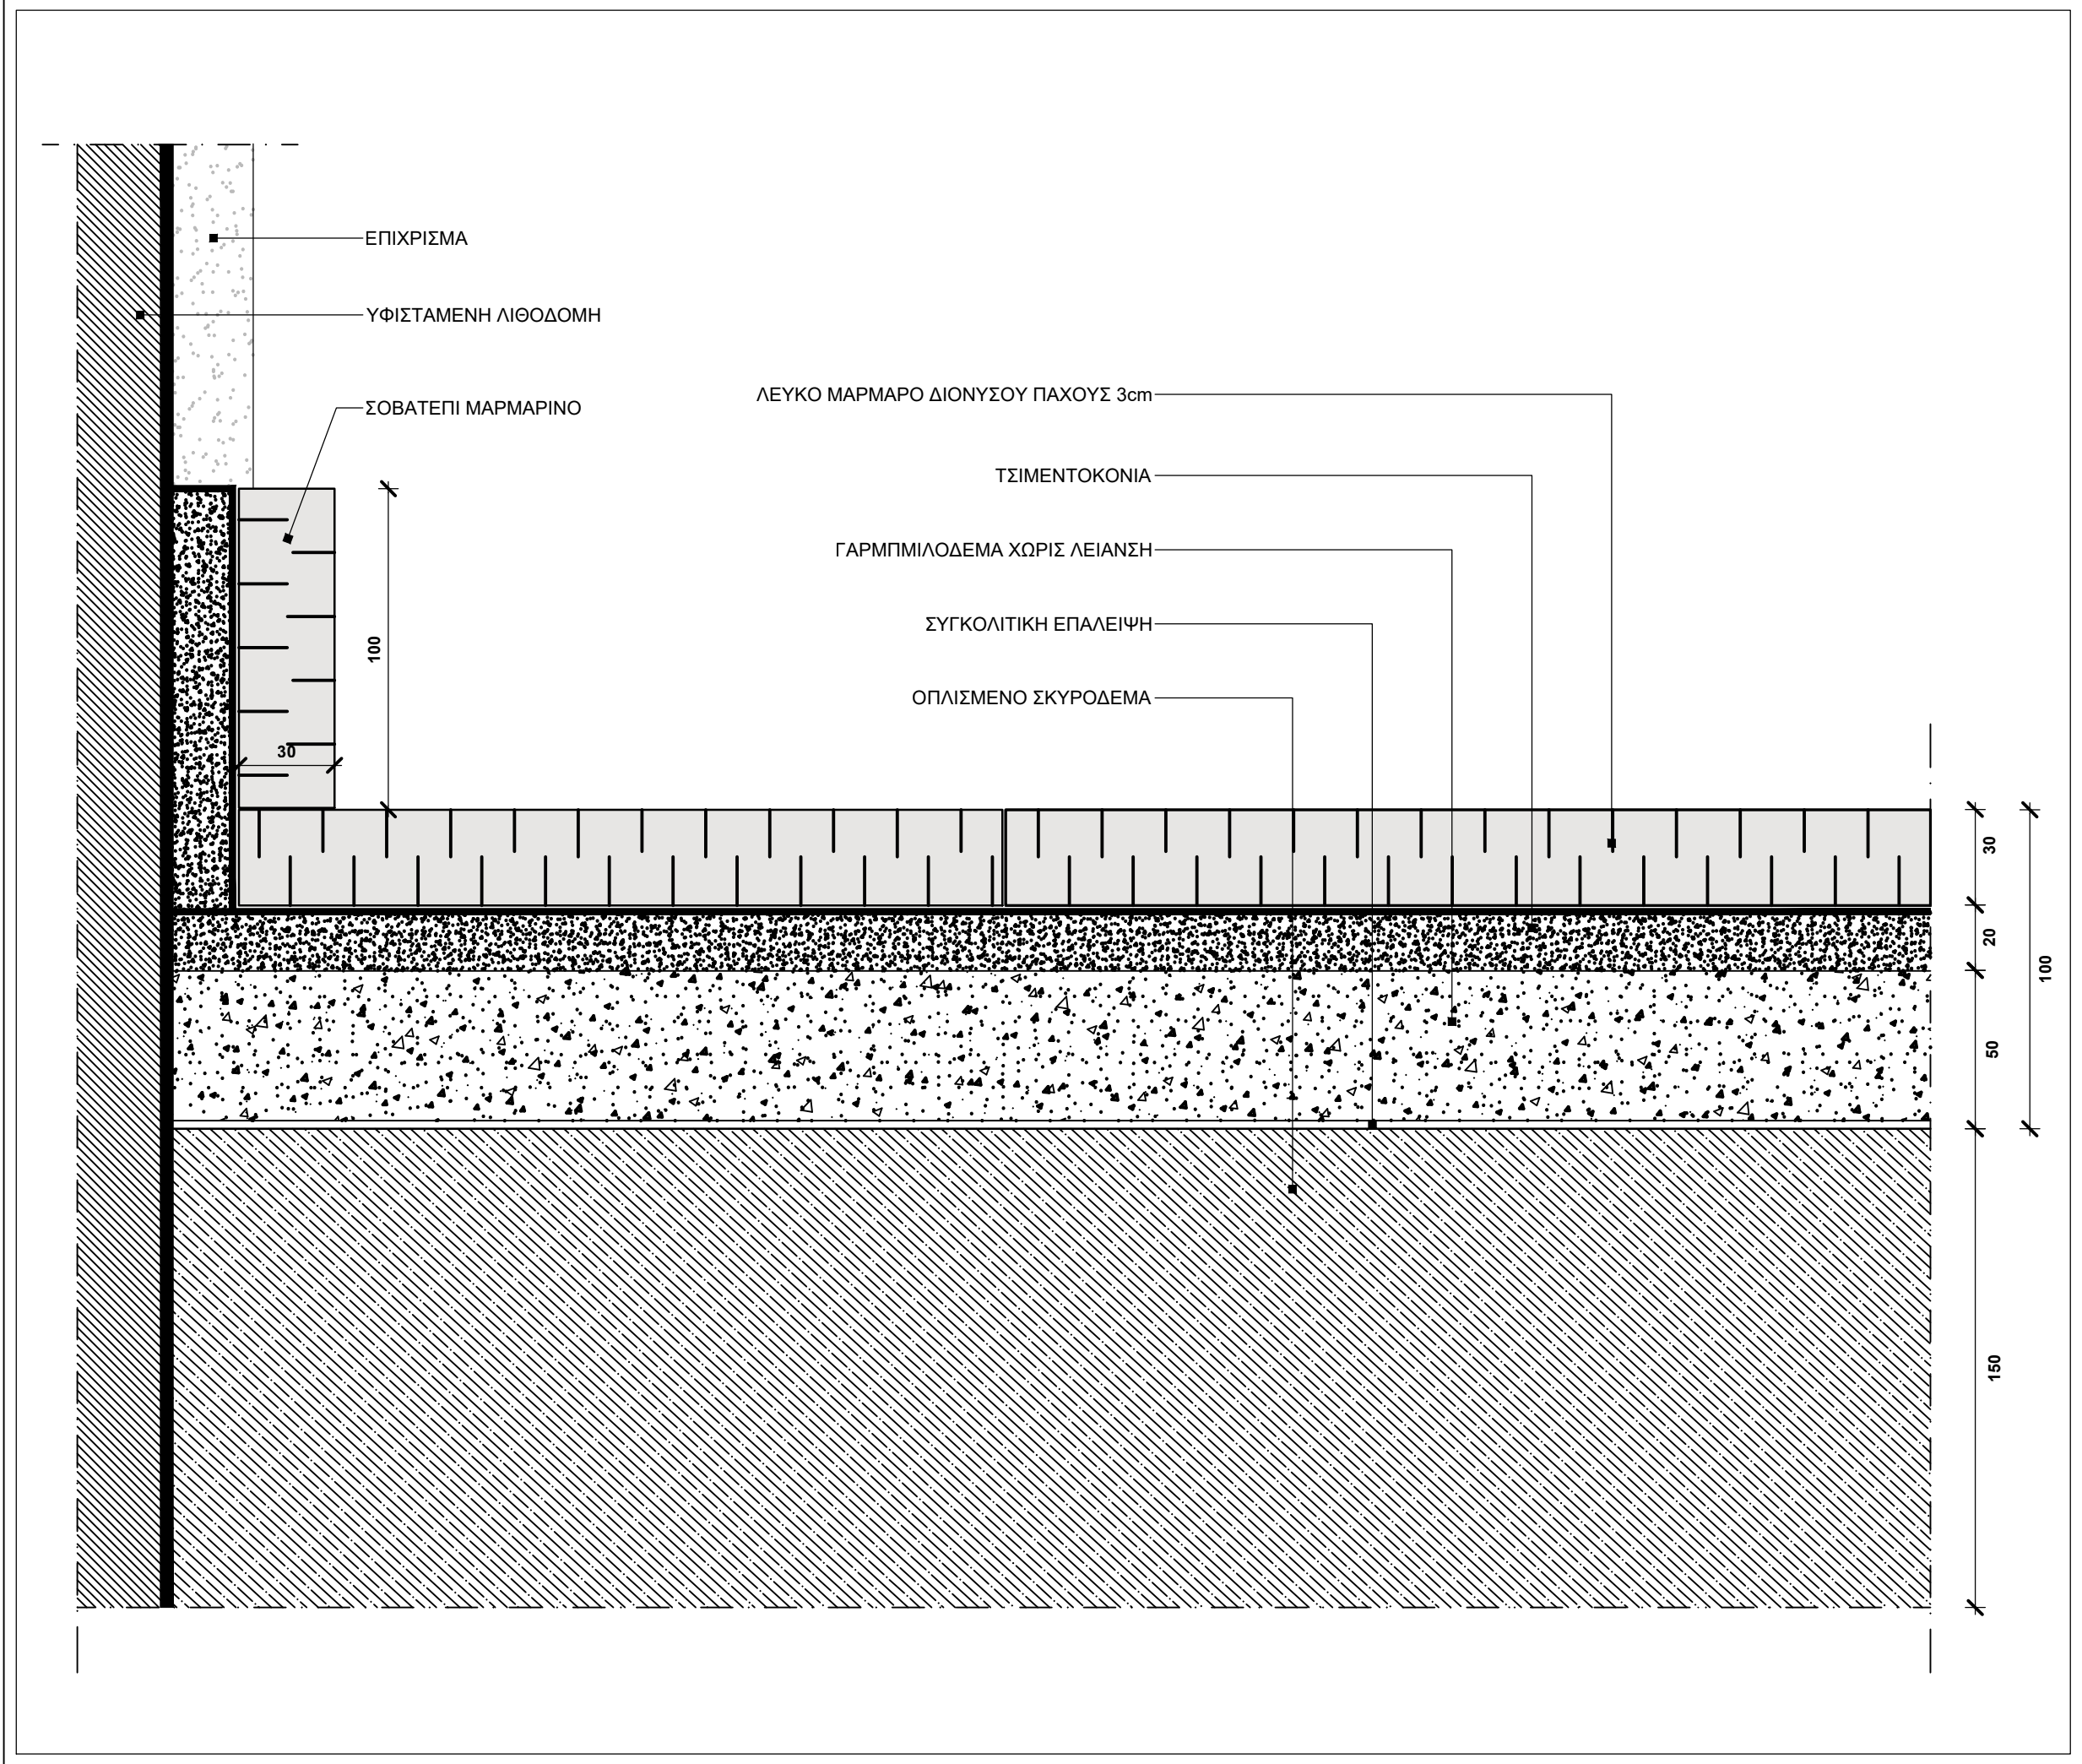 ΕΠΙΧΡΙΣΜΑ
ΥΦΙΣΤΑΜΕΝΗ ΛΙΘΟΔΟΜΗ
ΣΟΒΑΤΕΠΙ ΜΑΡΜΑΡΙΝΟ
ΛΕΥΚΟ ΜΑΡΜΑΡΟ ΔΙΟΝΥΣΟΥ ΠΑΧΟΥΣ 3cm
ΤΣΙΜΕΝΤΟΚΟΝΙΑ
ΓΑΡΜΠΜΙΛΟΔΕΜΑ ΧΩΡΙΣ ΛΕΙΑΝΣΗ
ΣΥΓΚΟΛΙΤΙΚΗ ΕΠΑΛΕΙΨΗ
ΟΠΛΙΣΜΕΝΟ ΣΚΥΡΟΔΕΜΑ
100
30
30
20
50
100
150